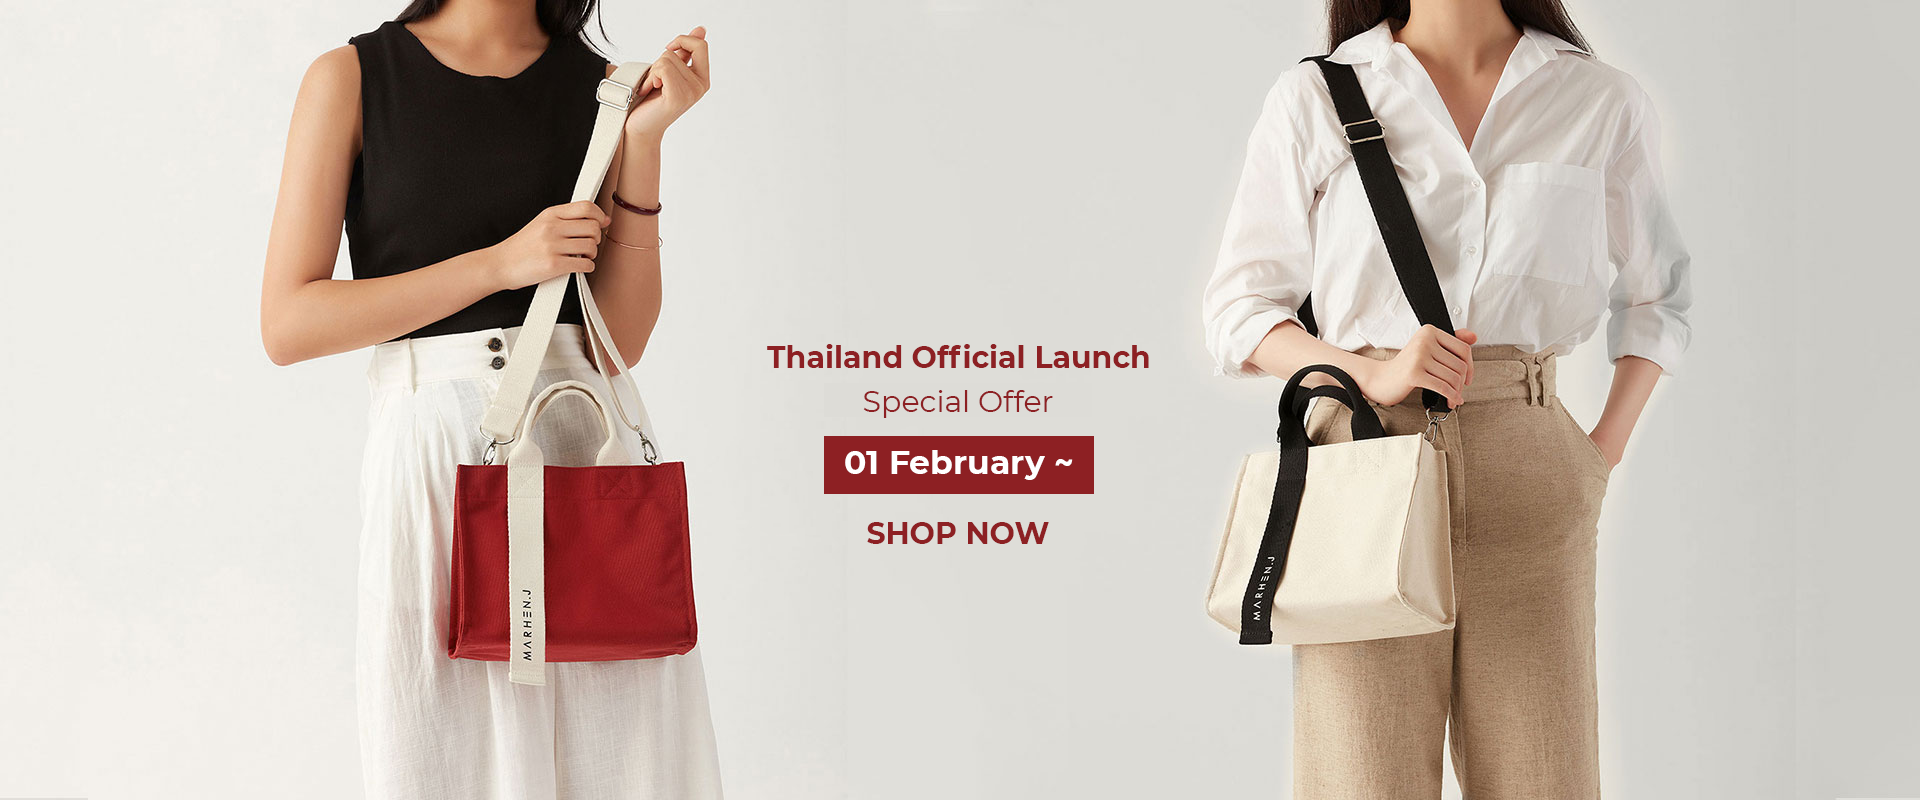 Thailand Official Launch
Special Offer
01 February ~
SHOP NOW
MARHEN.J
MARHEN.J